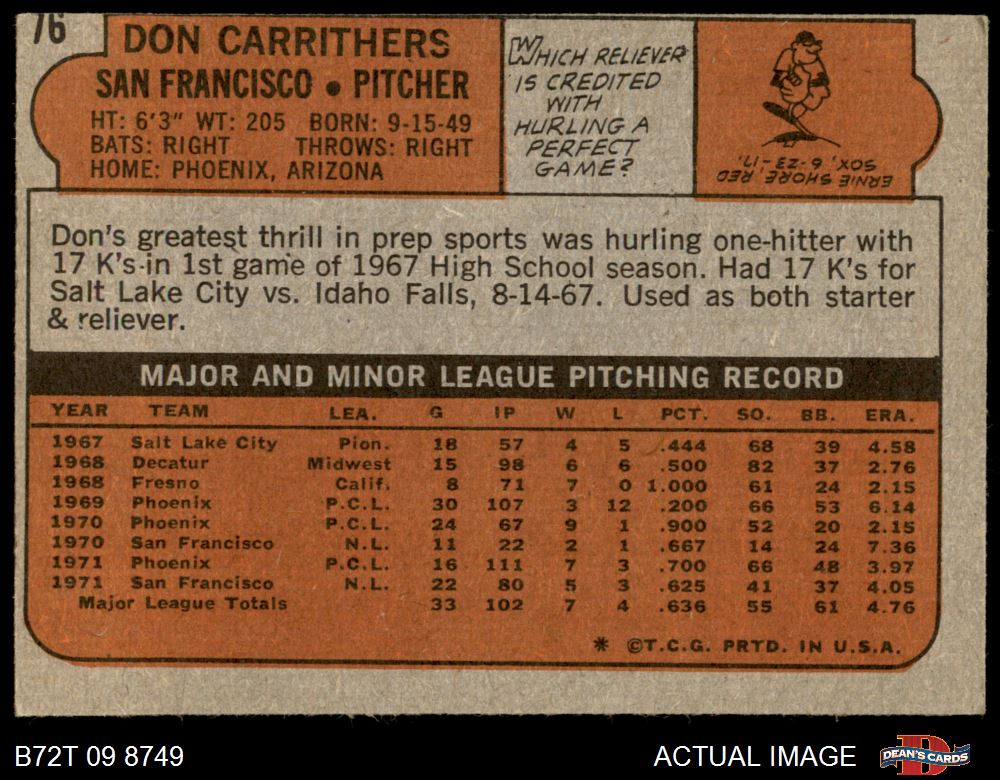 76
DON CARRITHERS
SAN FRANCISCO • PITCHER
HT: 6'3" WT: 205 BORN: 9-15-49
BATS: RIGHT THROWS: RIGHT
HOME: PHOENIX, ARIZONA
WHICH RELIEVER
IS CREDITED
WITH
HURLING A
PERFECT
GAME?
ERNIE SHORE RED
SOX, 6-23-'17.
Don's greatest thrill in prep sports was hurling one-hitter with
17 K's in 1st game of 1967 High School season. Had 17 K's for
Salt Lake City vs. Idaho Falls, 8-14-67. Used as both starter
& reliever.
MAJOR AND MINOR LEAGUE PITCHING RECORD
YEAR TEAM LEA. G IP W L PCT. SO. BB. ERA.
1967 Salt Lake City Pion. 18 57 4 5 .444 68 39 4.58
1968 Decatur Midwest 15 98 6 6 .500 82 37 2.76
1968 Fresno Calif. 8 71 7 0 1.000 61 24 2.15
1969 Phoenix P.C.L. 30 107 3 12 .200 66 53 6.14
1970 Phoenix P.C.L. 24 67 9 1 .900 52 20 2.15
1970 San Francisco N.L. 11 22 2 1 .667 14 24 7.36
1971 Phoenix P.C.L. 16 111 7 3 .700 66 48 3.97
1971 San Francisco N.L. 22 80 5 3 .625 41 37 4.05
Major League Totals 33 102 7 4 .636 55 61 4.76
* ©T.C.G. PRTD. IN U.S.A.
B72T 09 8749 ACTUAL IMAGE DEAN'S CARDS